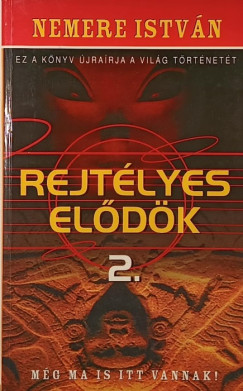 NEMERE ISTVÁN
EZ A KÖNYV ÚJRAÍRJA A VILÁG TÖRTÉNETÉT
REJTÉLYES
ELŐDÖK
2.
MÉG MA IS ITT VANNAK!